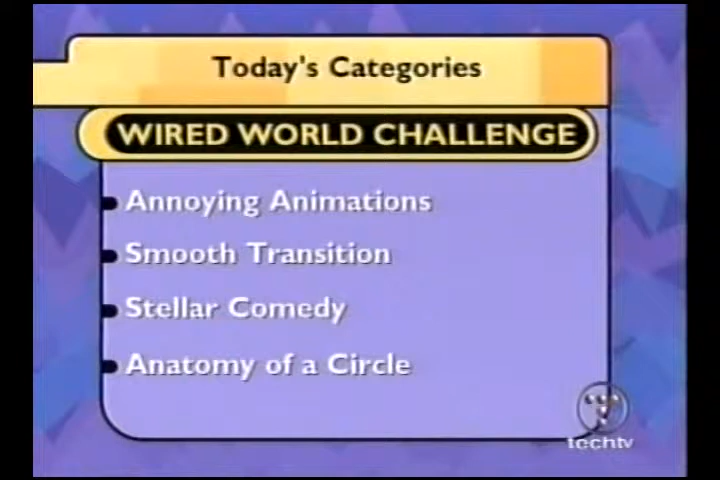 Today's Categories
WIRED WORLD CHALLENGE
Annoying Animations
Smooth Transition
Stellar Comedy
Anatomy of a Circle
techtv